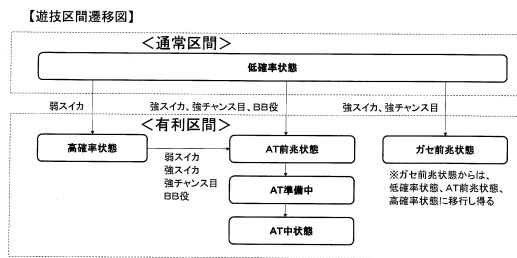 【遊技区間遷移図】
＜通常区間＞
低確率状態
弱スイカ
強スイカ、強チャンス目、BB役
強スイカ、強チャンス目
＜有利区間＞
高確率状態
AT前兆状態
ガセ前兆状態
弱スイカ
強スイカ
強チャンス目
BB役
※ガセ前兆状態からは、
低確率状態、AT前兆状態、
高確率状態に移行し得る
AT準備中
AT中状態